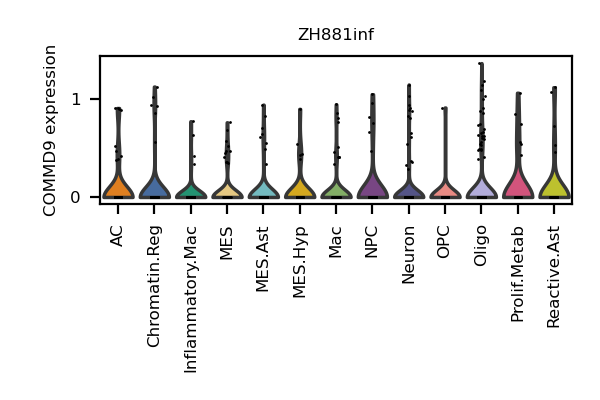 ZH881inf
COMMD9 expression
1
0
AC
Chromatin.Reg
Inflammatory.Mac
MES
MES.Ast
MES.Hyp
Mac
NPC
Neuron
OPC
Oligo
Prolif.Metab
Reactive.Ast